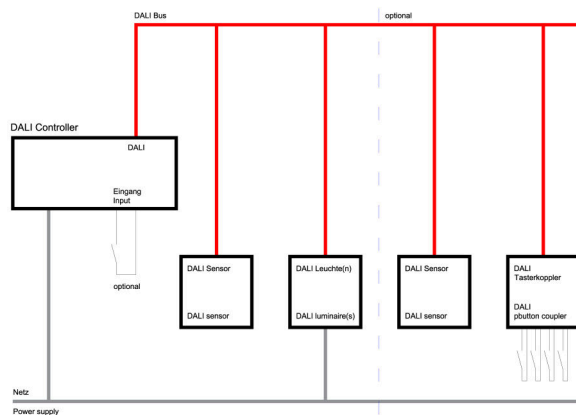 DALI Bus
optional
DALI Controller
DALI
Eingang
Input
optional
DALI Sensor
DALI sensor
DALI Leuchte(n)
DALI luminaire(s)
DALI Sensor
DALI sensor
DALI
Tasterkoppler
DALI
pbutton coupler
Netz
Power supply